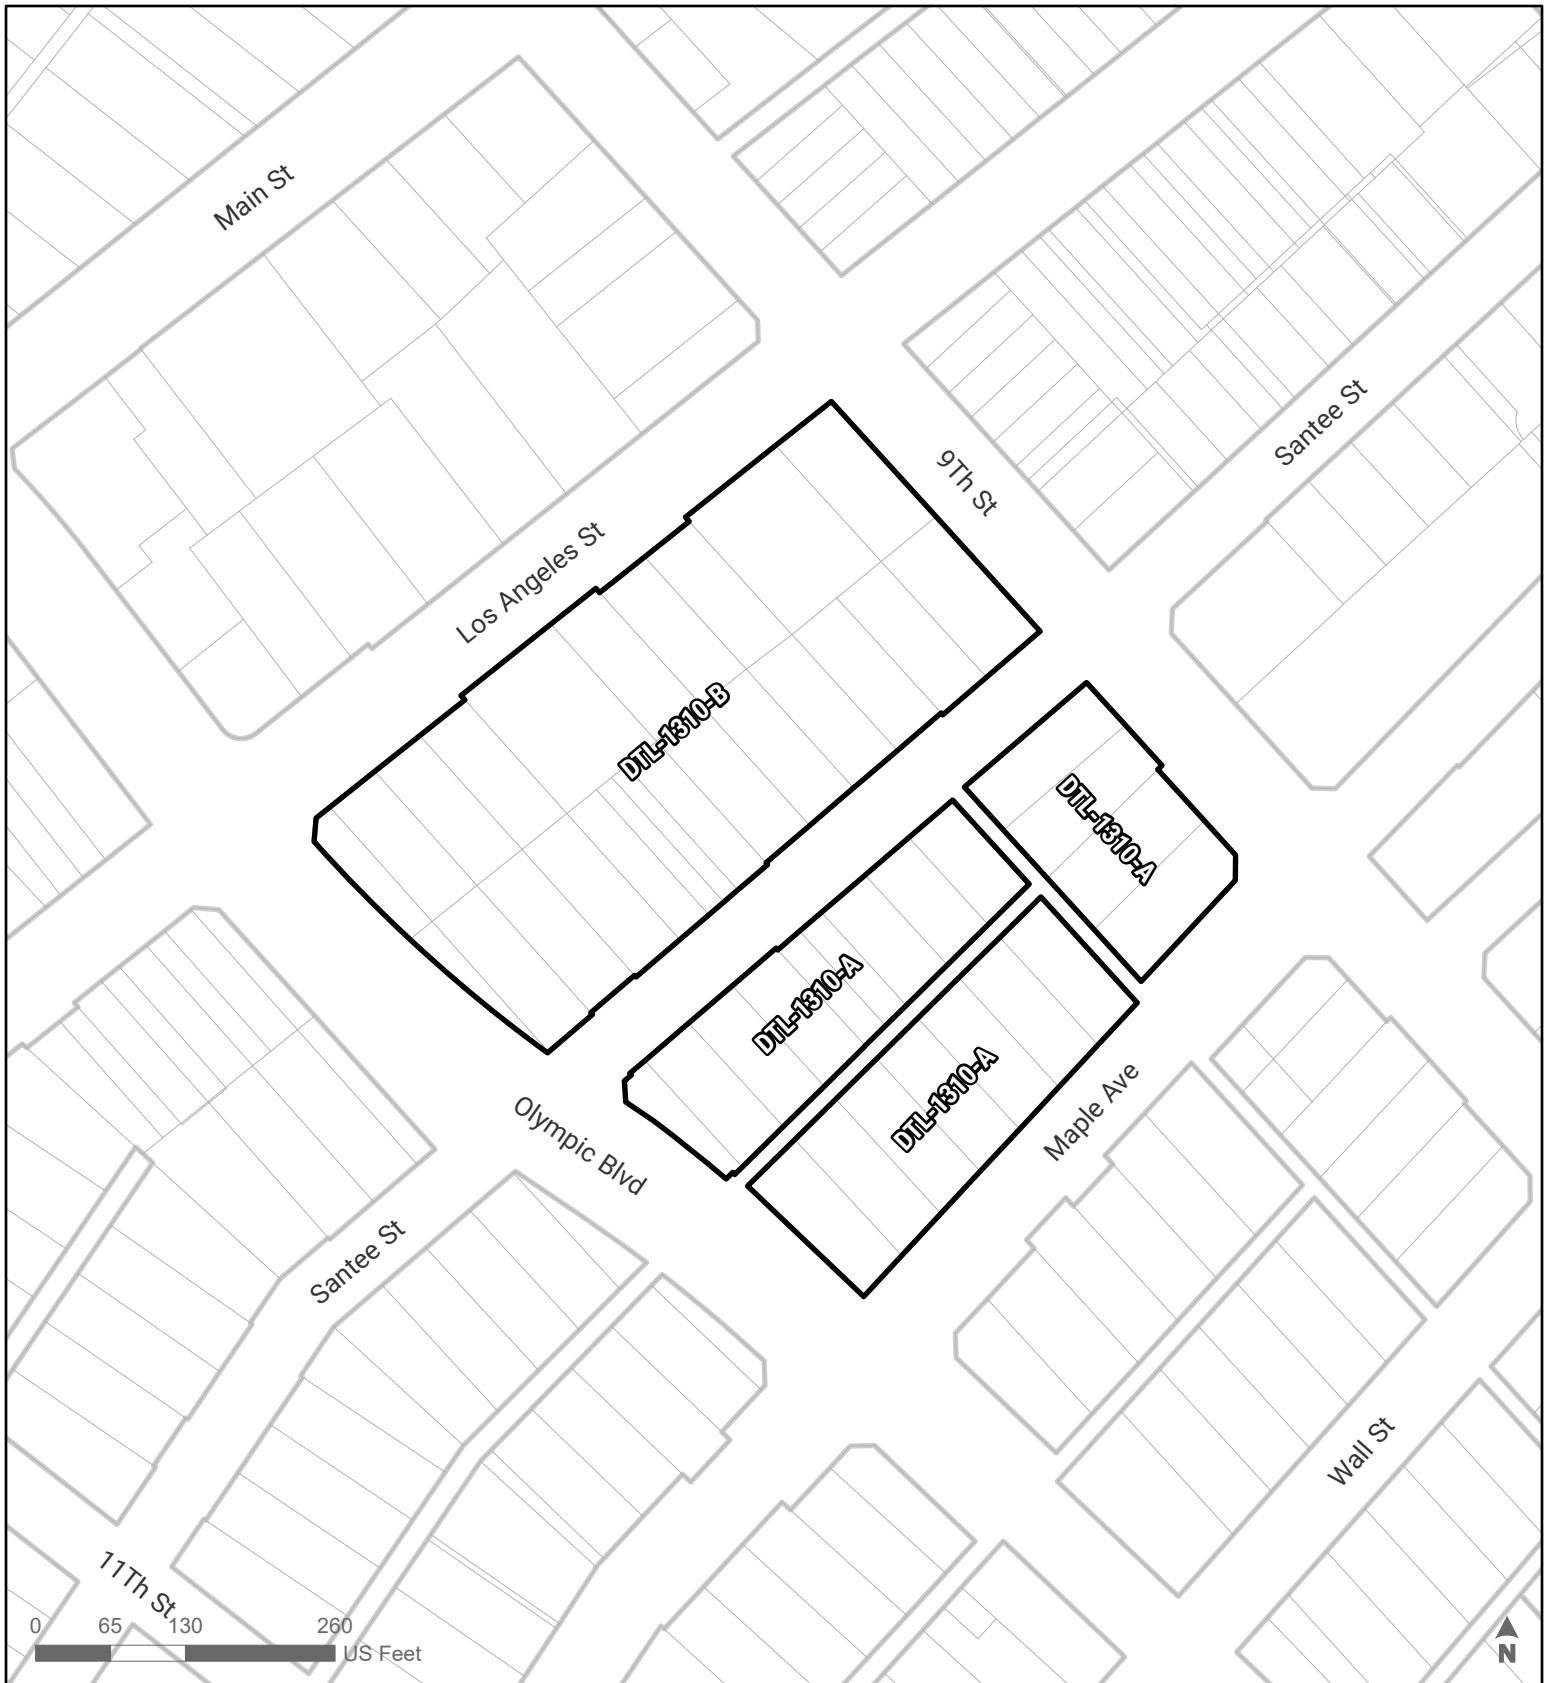 Main St
Santee St
9Th St
Los Angeles St
DTL-1310-B
DTL-1310-A
DTL-1310-A
DTL-1310-A
Maple Ave
Olympic Blvd
Santee St
Wall St
11Th St
0 65 130 260
US Feet
N